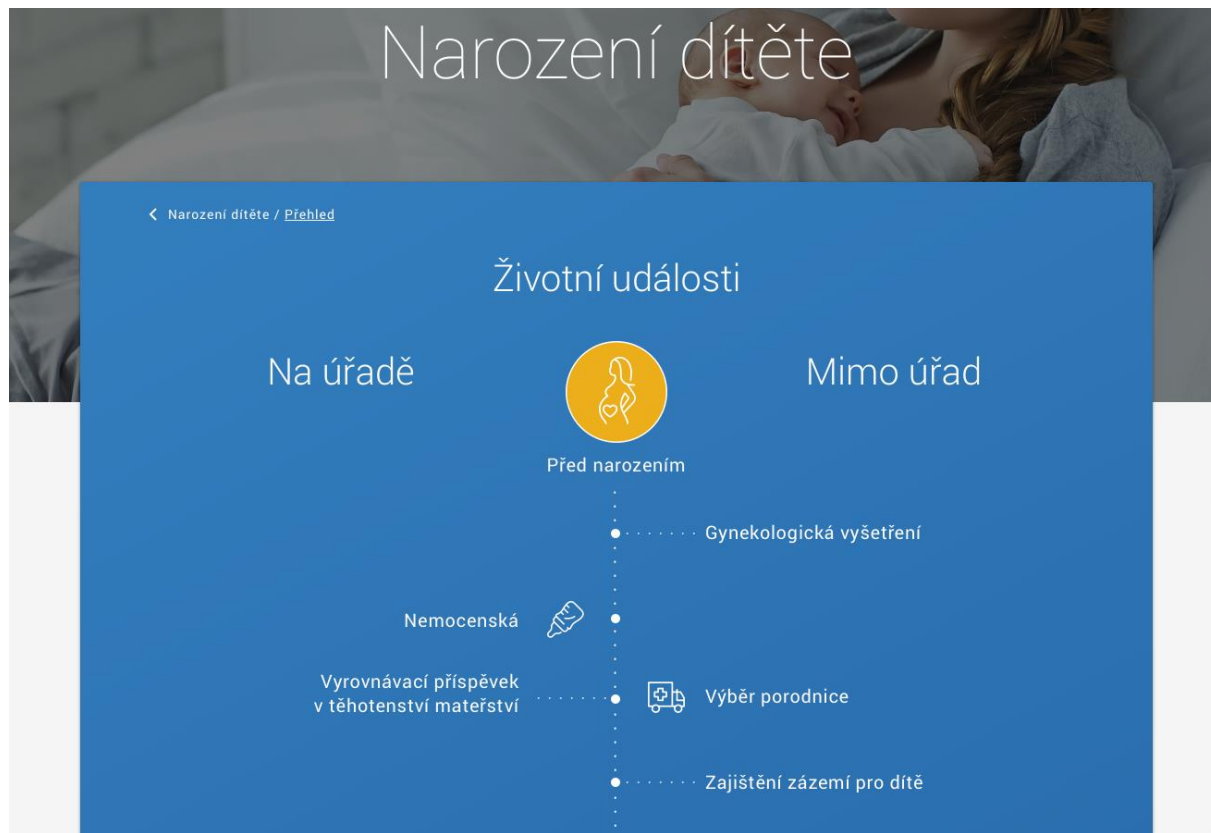 Narození dítěte
Narození dítěte / Přehled
Životní události
Na úřadě
Mimo úřad
Před narozením
Gynekologická vyšetření
Nemocenská
Vyrovnávací příspěvek
v těhotenství mateřství
Výběr porodnice
Zajištění zázemí pro dítě